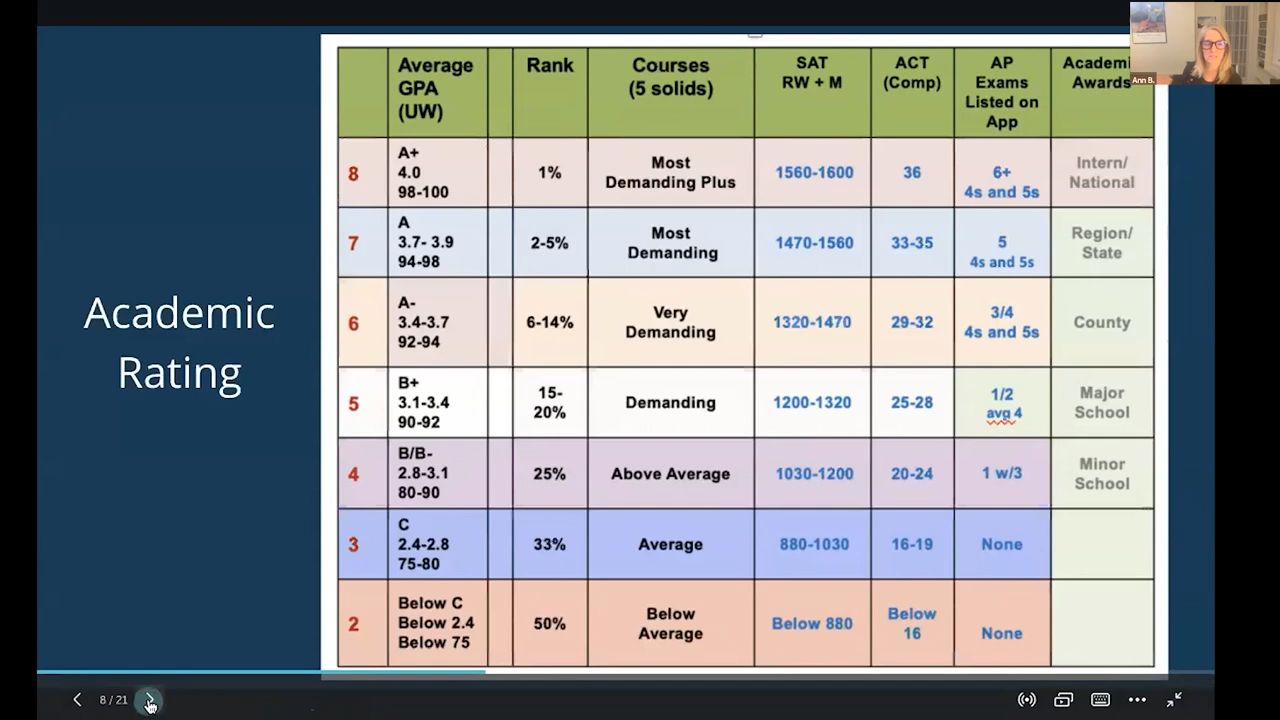 Academic
Rating
Average
GPA
(UW)
Rank
Courses
(5 solids)
SAT
RW + M
ACT
(Comp)
AP
Exams
Listed on
App
Academi
Awards
8
A+
4.0
98-100
1%
Most
Demanding Plus
1560-1600
36
6+
4s and 5s
Intern/
National
7
A
3.7- 3.9
94-98
2-5%
Most
Demanding
1470-1560
33-35
5
4s and 5s
Region/
State
6
A-
3.4-3.7
92-94
6-14%
Very
Demanding
1320-1470
29-32
3/4
4s and 5s
County
5
B+
3.1-3.4
90-92
15-
20%
Demanding
1200-1320
25-28
1/2
avg 4
Major
School
4
B/B-
2.8-3.1
80-90
25%
Above Average
1030-1200
20-24
1 w/3
Minor
School
3
C
2.4-2.8
75-80
33%
Average
880-1030
16-19
None
2
Below C
Below 2.4
Below 75
50%
Below
Average
Below 880
Below
16
None
Ann B.
8 / 21